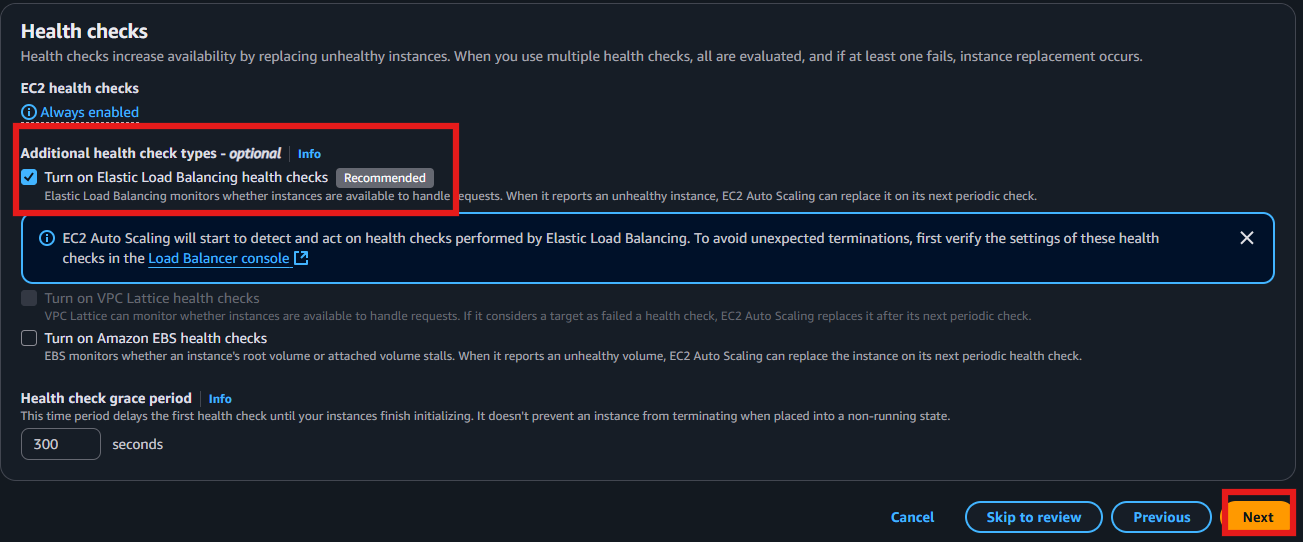 Health checks
Health checks increase availability by replacing unhealthy instances. When you use multiple health checks, all are evaluated, and if at least one fails, instance replacement occurs.
EC2 health checks
Always enabled
Additional health check types - optional Info
Turn on Elastic Load Balancing health checks Recommended
Elastic Load Balancing monitors whether instances are available to handle requests. When it reports an unhealthy instance, EC2 Auto Scaling can replace it on its next periodic check.
EC2 Auto Scaling will start to detect and act on health checks performed by Elastic Load Balancing. To avoid unexpected terminations, first verify the settings of these health
checks in the Load Balancer console
Turn on VPC Lattice health checks
VPC Lattice can monitor whether instances are available to handle requests. If it considers a target as failed a health check, EC2 Auto Scaling replaces it after its next periodic check.
Turn on Amazon EBS health checks
EBS monitors whether an instance's root volume or attached volume stalls. When it reports an unhealthy volume, EC2 Auto Scaling can replace the instance on its next periodic health check.
Health check grace period Info
This time period delays the first health check until your instances finish initializing. It doesn't prevent an instance from terminating when placed into a non-running state.
300 seconds
Cancel Skip to review Previous Next